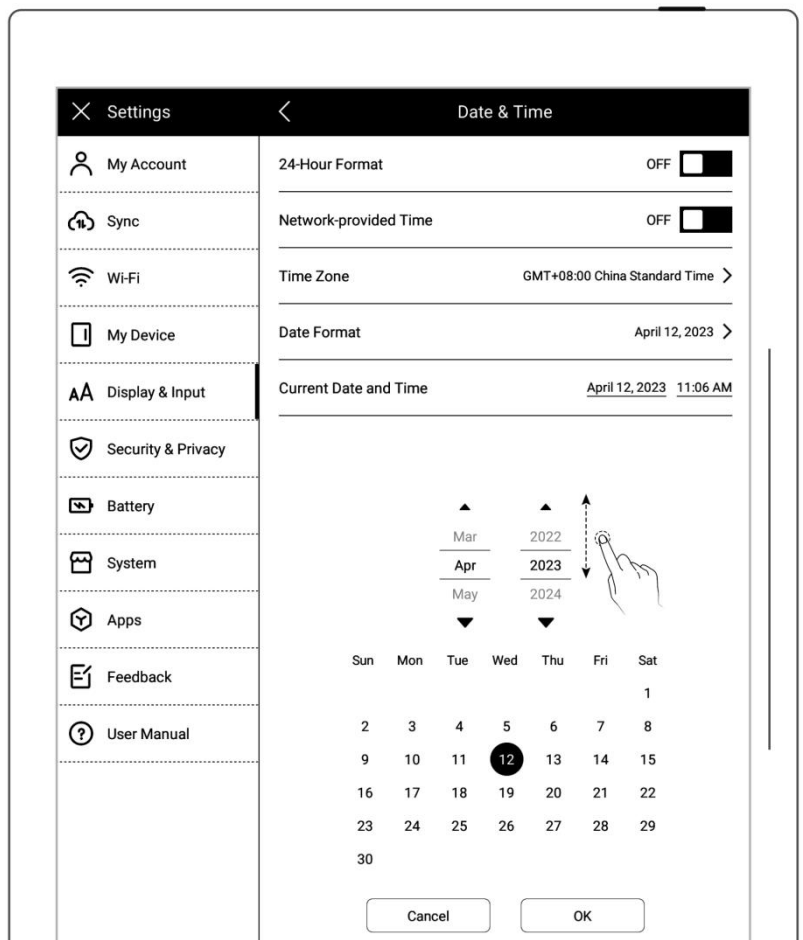 Settings
Date & Time
My Account
Sync
Wi-Fi
My Device
Display & Input
Security & Privacy
Battery
System
Apps
Feedback
User Manual
24-Hour Format OFF
Network-provided Time OFF
Time Zone GMT+08:00 China Standard Time
Date Format April 12, 2023
Current Date and Time April 12, 2023 11:06 AM
Mar 2022
Apr 2023
May 2024
Sun Mon Tue Wed Thu Fri Sat
1
2 3 4 5 6 7 8
9 10 11 12 13 14 15
16 17 18 19 20 21 22
23 24 25 26 27 28 29
30
Cancel OK